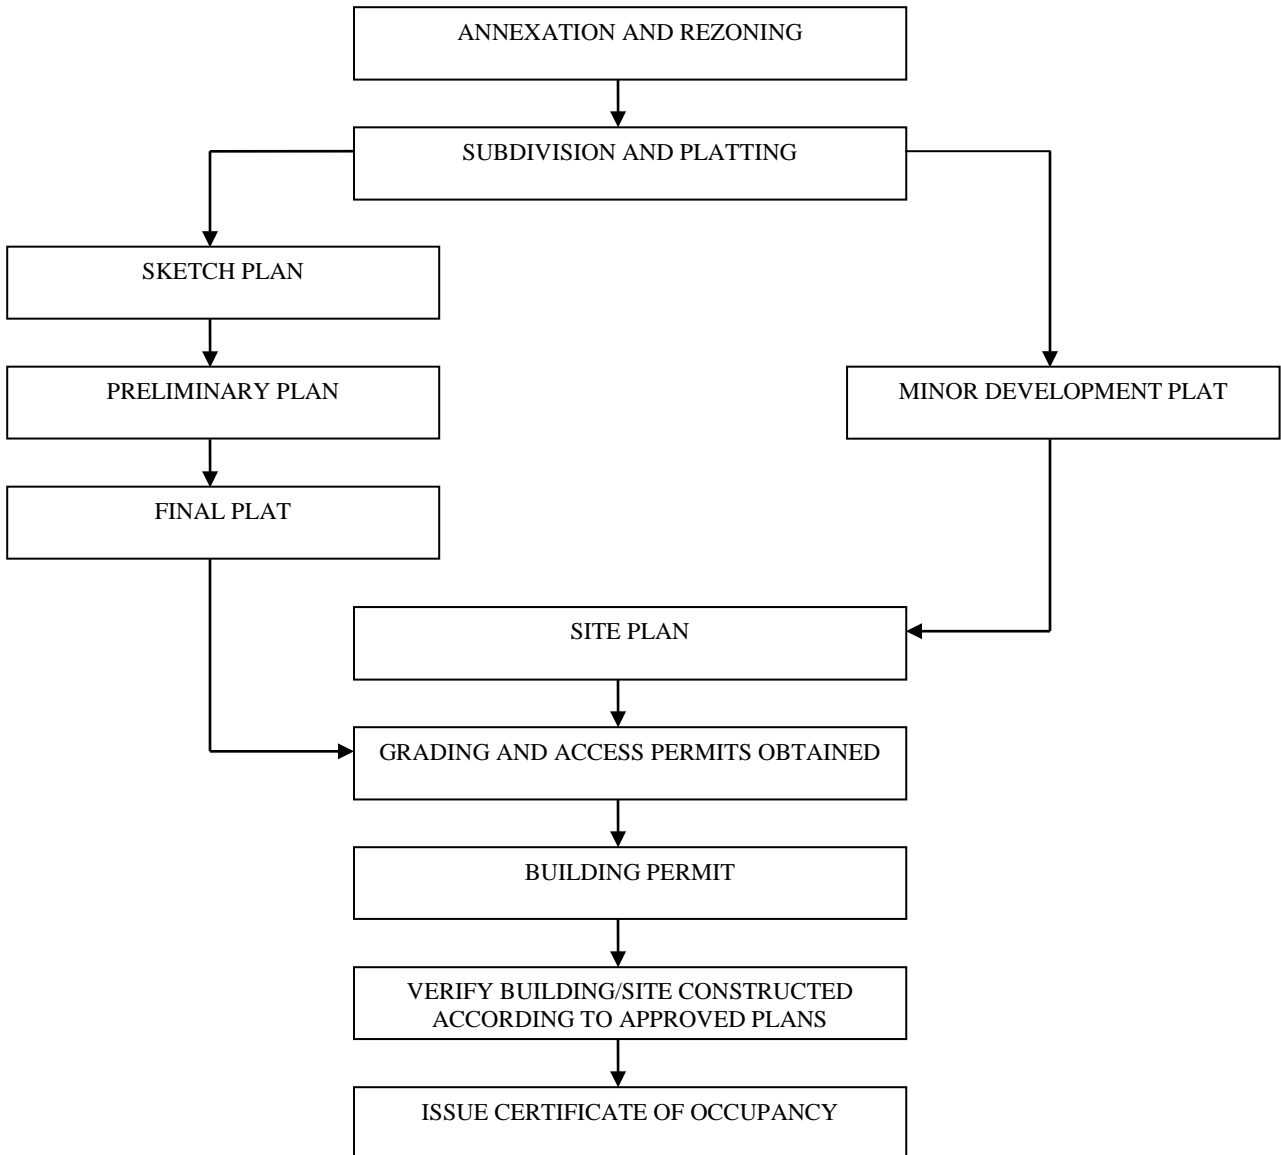 ANNEXATION AND REZONING
SUBDIVISION AND PLATTING
SKETCH PLAN
PRELIMINARY PLAN
MINOR DEVELOPMENT PLAT
FINAL PLAT
SITE PLAN
GRADING AND ACCESS PERMITS OBTAINED
BUILDING PERMIT
VERIFY BUILDING/SITE CONSTRUCTED
ACCORDING TO APPROVED PLANS
ISSUE CERTIFICATE OF OCCUPANCY